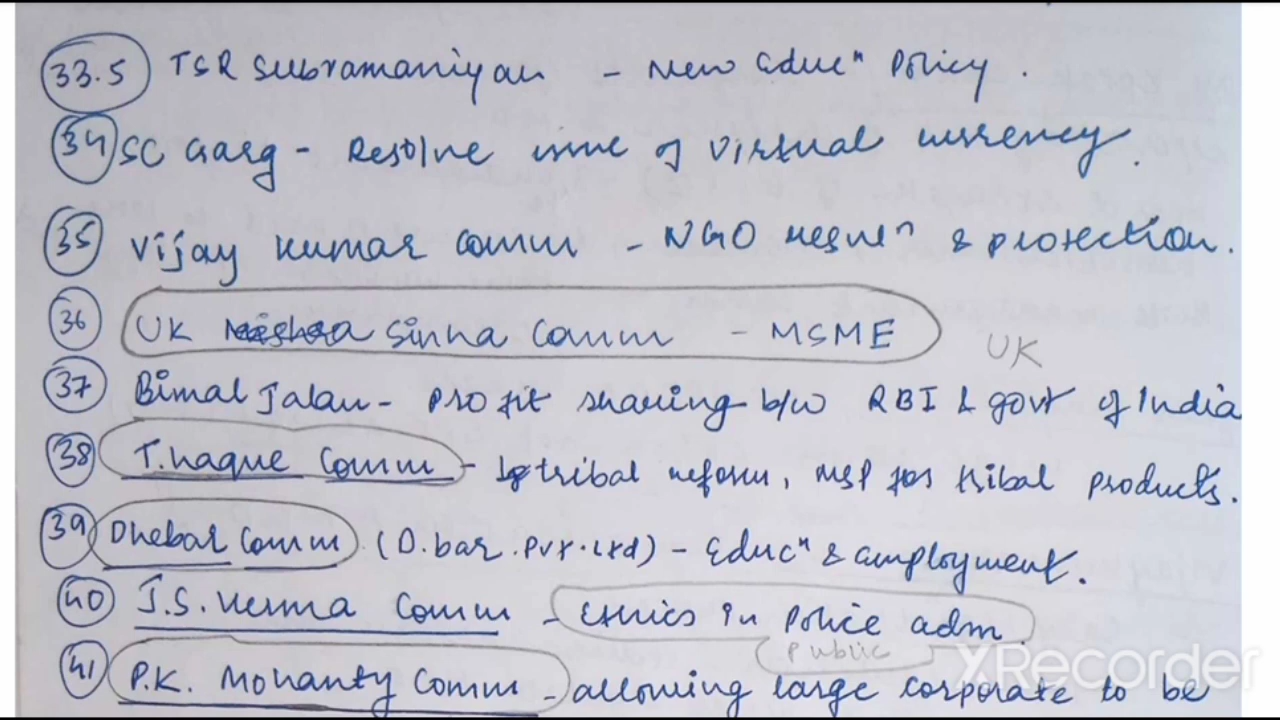 33.5 TSR Subramaniyan - New Educⁿ Policy.
34 SC Garg - Resolve issue of virtual currency.
35 Vijay Kumar Comm - NGO Regneⁿ & protection.
36 UK Sinha Comm - MSME
UK
37 Bimal Jalan - Profit sharing b/w RBI & govt of India
38 T. Haque Comm - tribal reform, MSP for tribal products.
39 Dhebar Comm (D.bar.Pvt.Ltd) - Educⁿ & employment.
40 J.S. Verma Comm - Ethics in Police adm
Public
41 P.K. Mohanty Comm - allowing large corporate to be
XRecorder